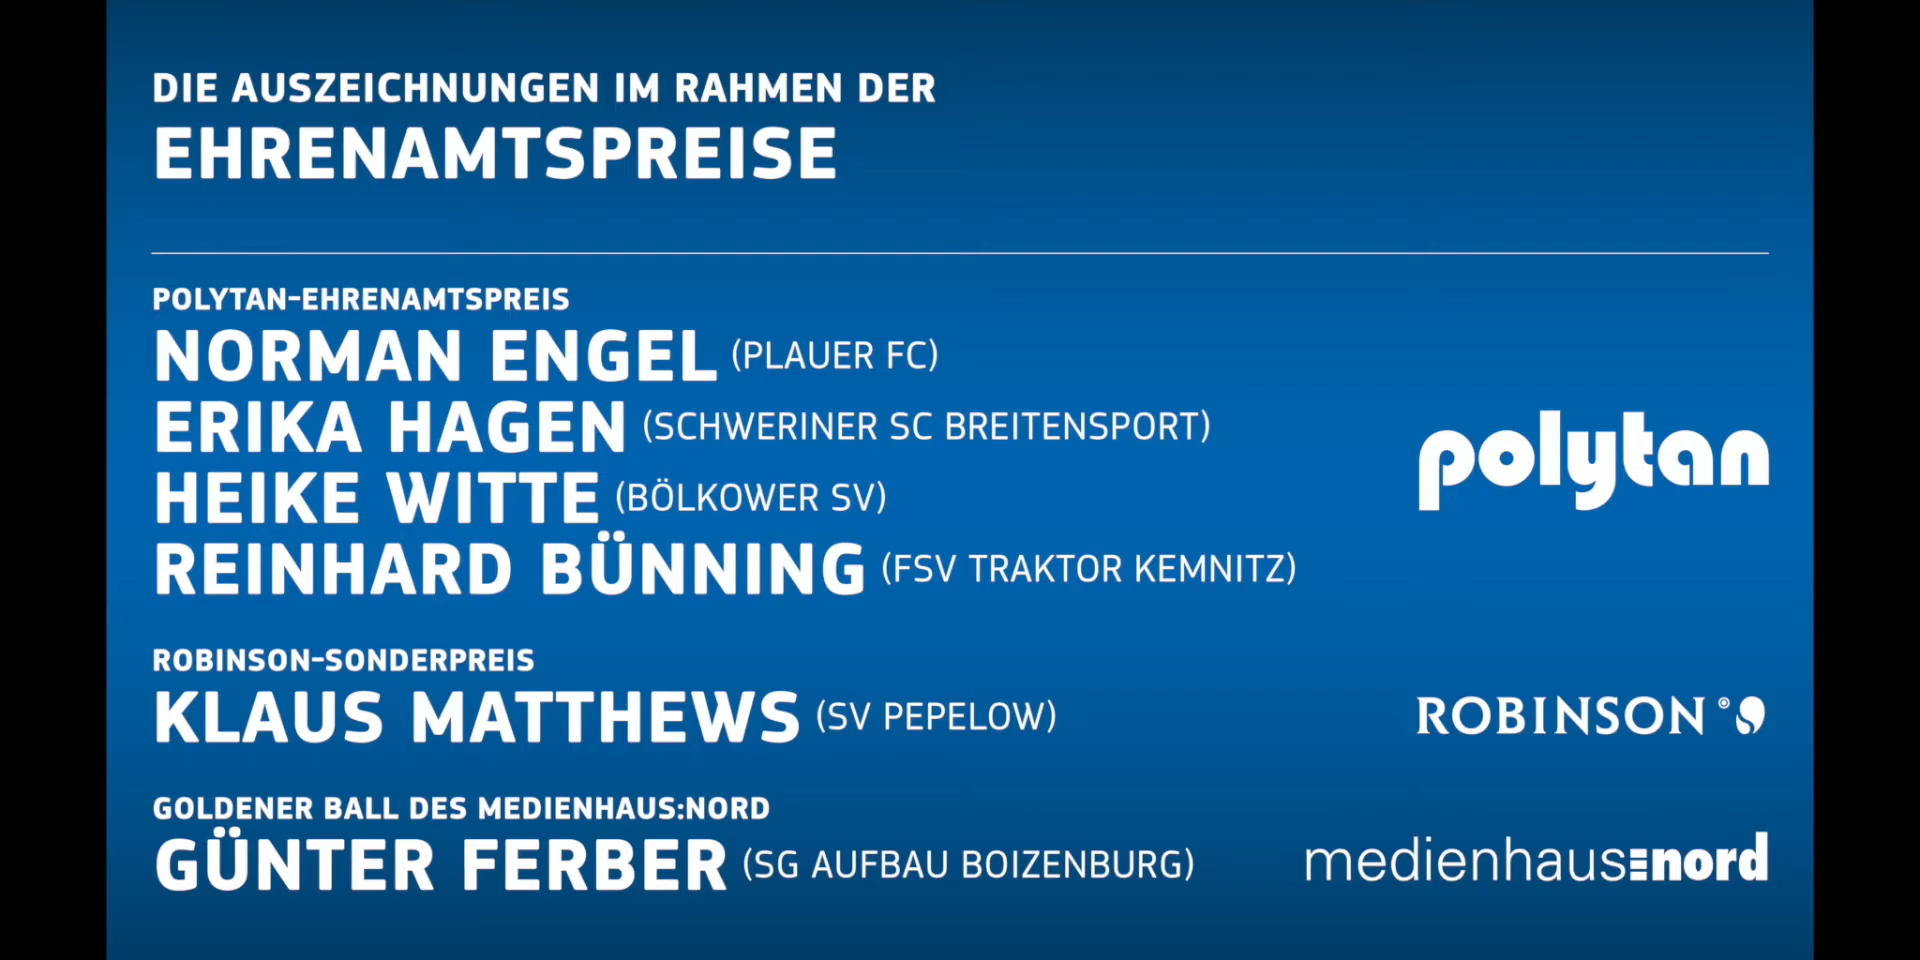 DIE AUSZEICHNUNGEN IM RAHMEN DER
EHRENAMTSPREISE
POLYTAN-EHRENAMTSPREIS
NORMAN ENGEL (PLAUER FC)
ERIKA HAGEN (SCHWERINER SC BREITENSPORT)
HEIKE WITTE (BÖLKOWER SV)
REINHARD BÜNNING (FSV TRAKTOR KEMNITZ)
polytan
ROBINSON-SONDERPREIS
KLAUS MATTHEWS (SV PEPELOW)
ROBINSON®
GOLDENER BALL DES MEDIENHAUS:NORD
GÜNTER FERBER (SG AUFBAU BOIZENBURG)
medienhaus:nord